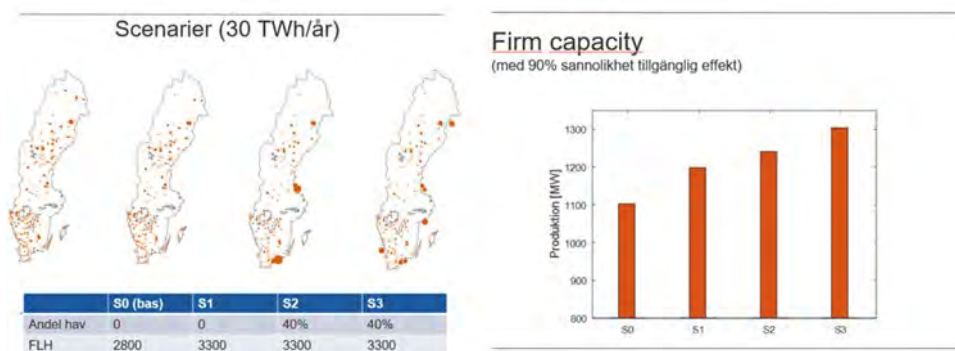 Scenarier (30 TWh/år)
S0 (bas) S1 S2 S3
Andel hav 0 0 40% 40%
FLH 2800 3300 3300 3300
Firm capacity
(med 90% sannolikhet tillgänglig effekt)
Produktion [MW]
1300
1200
1100
1000
900
800
S0 S1 S2 S3